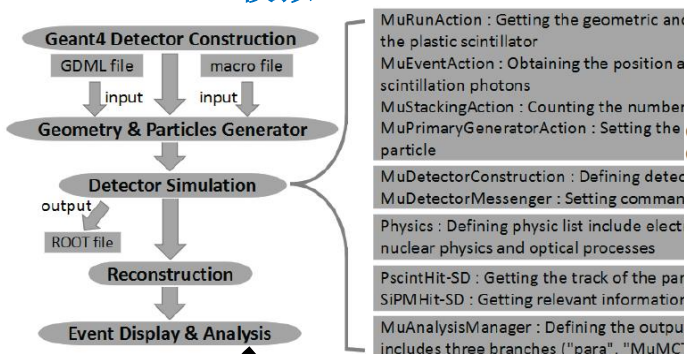 Geant4 Detector Construction
GDML file
macro file
input
input
Geometry & Particles Generator
Detector Simulation
output
ROOT file
Reconstruction
Event Display & Analysis
MuRunAction : Getting the geometric and
the plastic scintillator
MuEventAction : Obtaining the position a
scintillation photons
MuStackingAction : Counting the number
MuPrimaryGeneratorAction : Setting the
particle
MuDetectorConstruction : Defining detec
MuDetectorMessenger : Setting comman
Physics : Defining physic list include elect
nuclear physics and optical processes
PscintHit-SD : Getting the track of the par
SiPMHit-SD : Getting relevant information
MuAnalysisManager : Defining the outpu
includes three branches ("para", "MuMCT